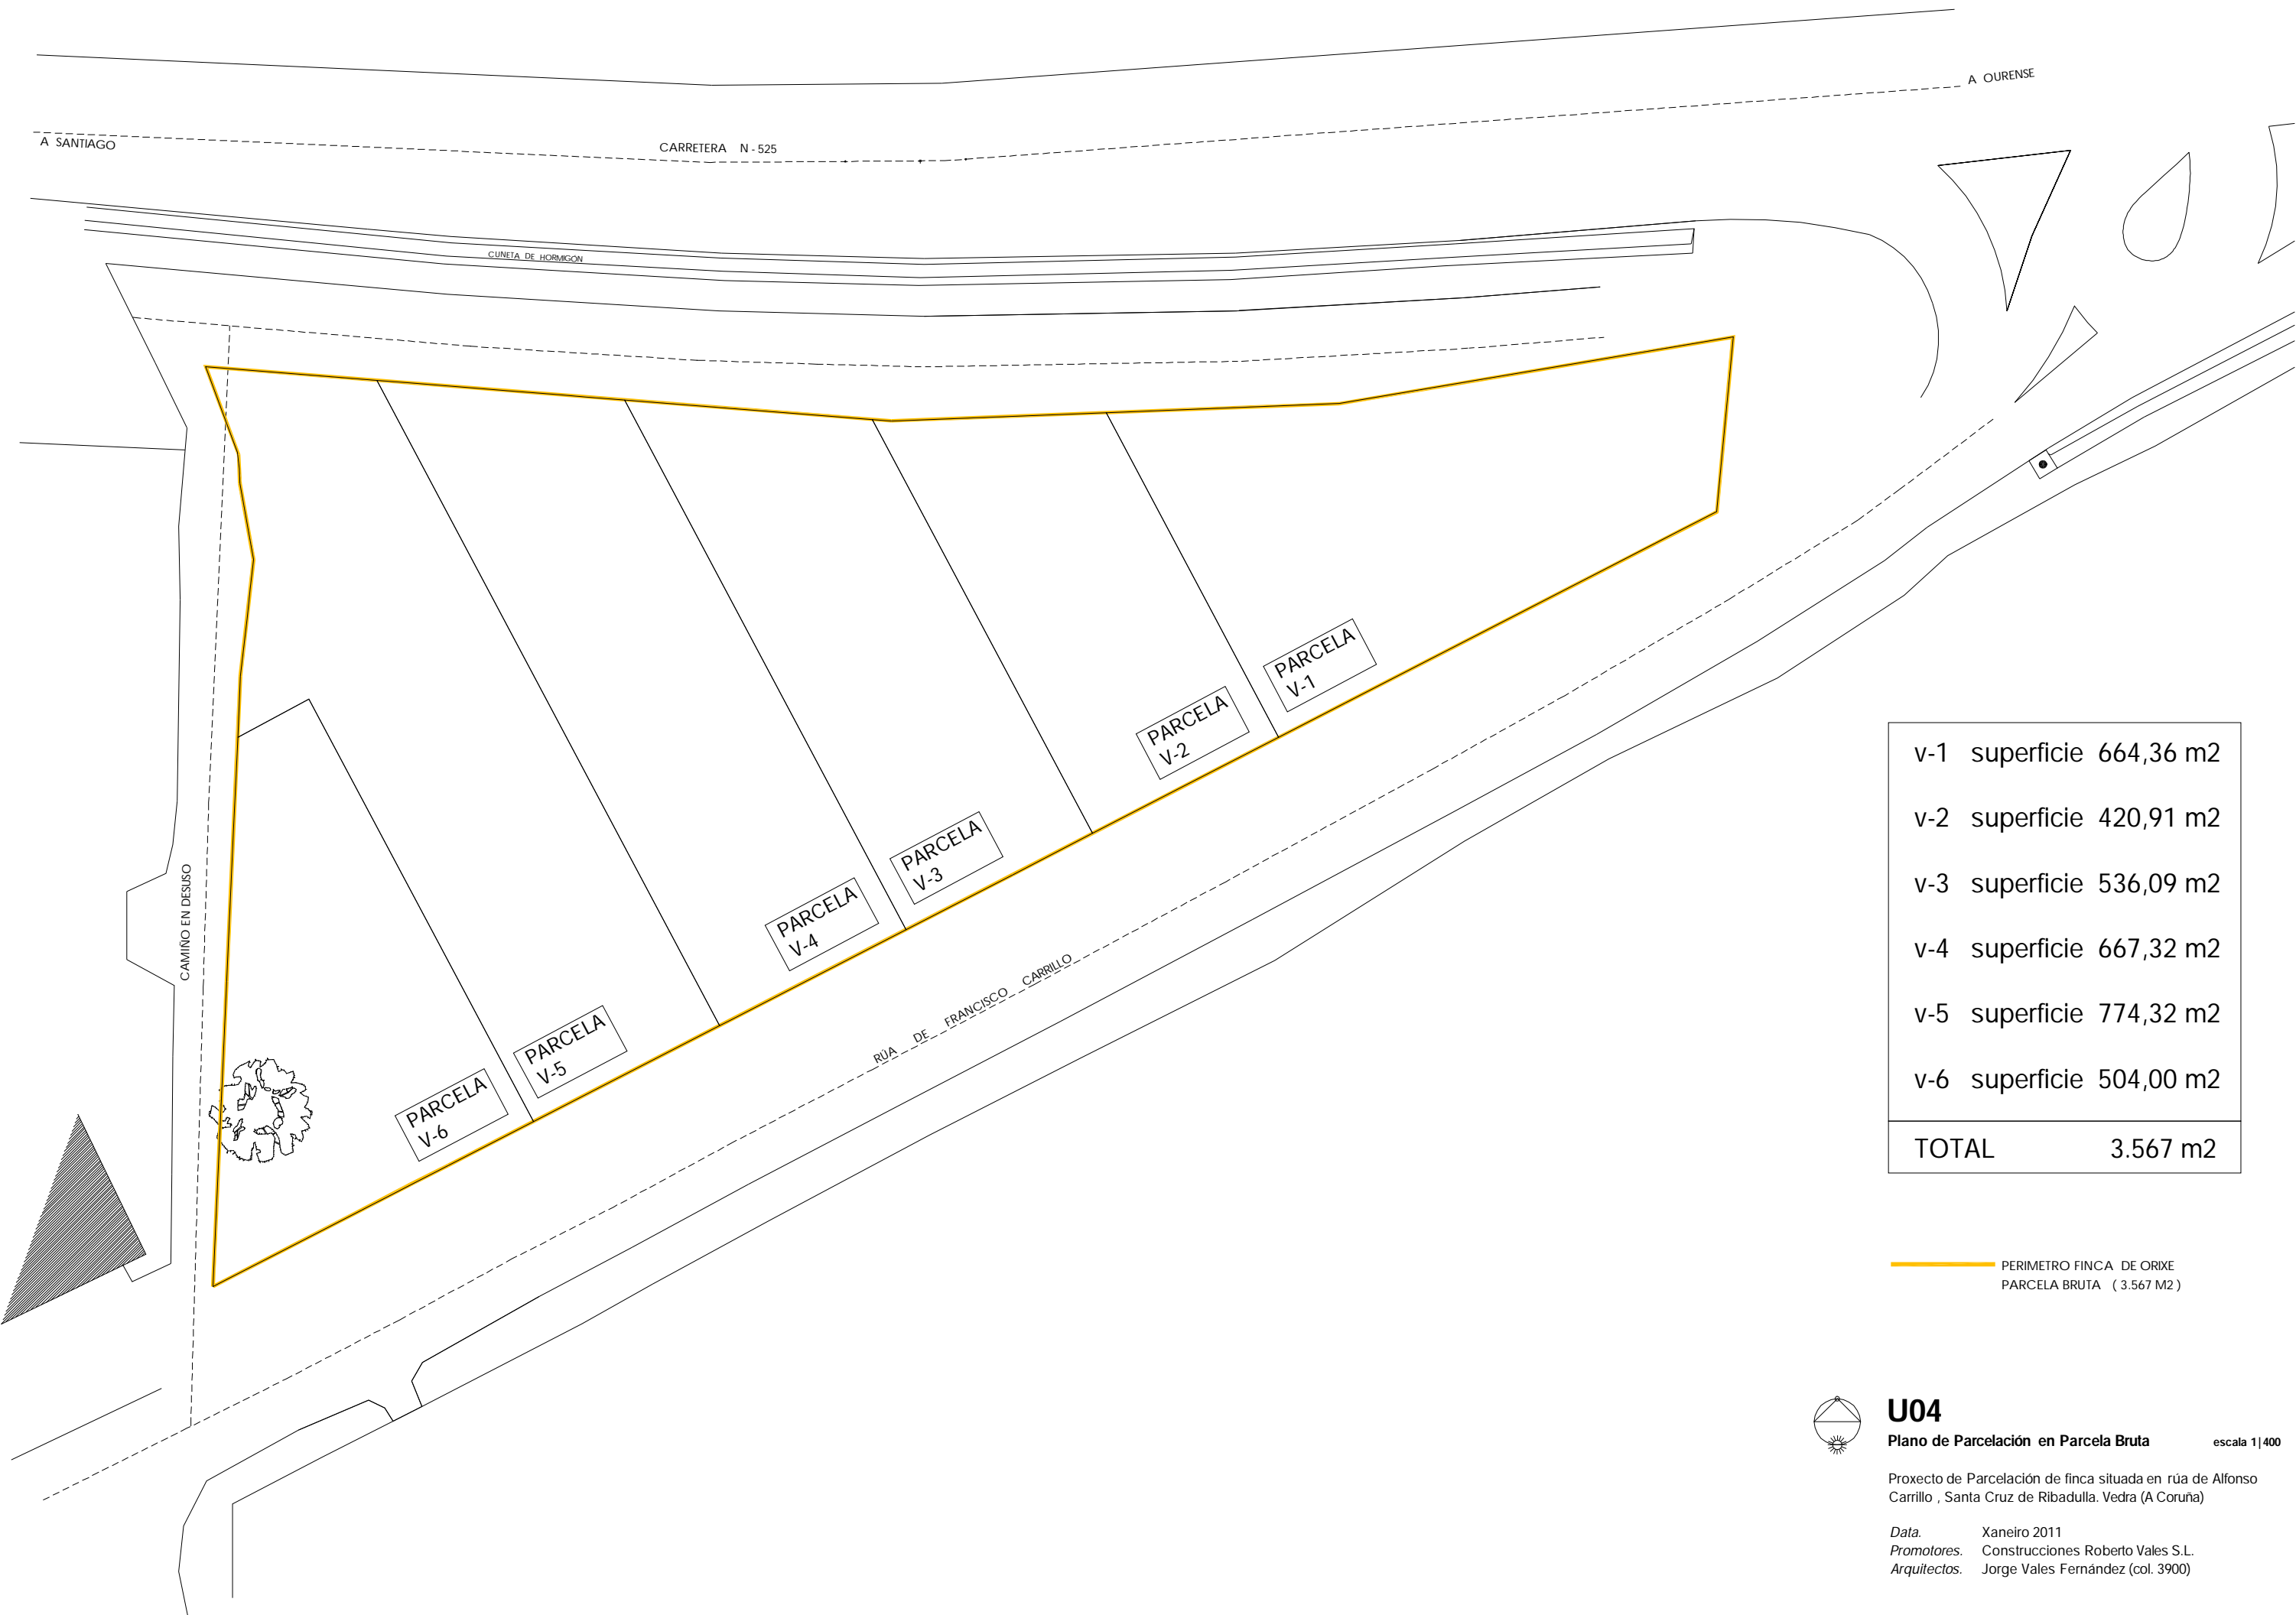 A OURENSE
A SANTIAGO
CARRETERA N - 525
CUNETA DE HORMIGON
PARCELA
V-1
PARCELA
V-2
PARCELA
V-3
PARCELA
V-4
PARCELA
V-5
PARCELA
V-6
CAMIÑO EN DESUSO
RÚA DE FRANCISCO CARRILLO
v-1 superficie 664,36 m2
v-2 superficie 420,91 m2
v-3 superficie 536,09 m2
v-4 superficie 667,32 m2
v-5 superficie 774,32 m2
v-6 superficie 504,00 m2
TOTAL 3.567 m2
PERIMETRO FINCA DE ORIXE
PARCELA BRUTA ( 3.567 M2 )
U04
Plano de Parcelación en Parcela Bruta escala 1|400
Proxecto de Parcelación de finca situada en rúa de Alfonso
Carrillo , Santa Cruz de Ribadulla. Vedra (A Coruña)
Data. Xaneiro 2011
Promotores. Construcciones Roberto Vales S.L.
Arquitectos. Jorge Vales Fernández (col. 3900)